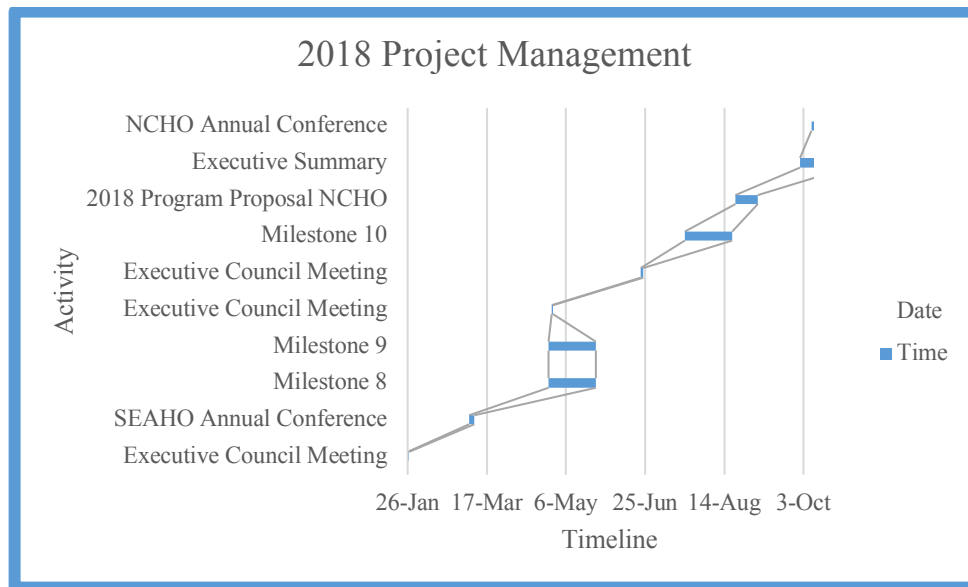 2018 Project Management
NCHO Annual Conference
Executive Summary
2018 Program Proposal NCHO
Milestone 10
Executive Council Meeting
Executive Council Meeting
Milestone 9
Milestone 8
SEAHO Annual Conference
Executive Council Meeting
Activity
26-Jan 17-Mar 6-May 25-Jun 14-Aug 3-Oct
Timeline
Date
Time